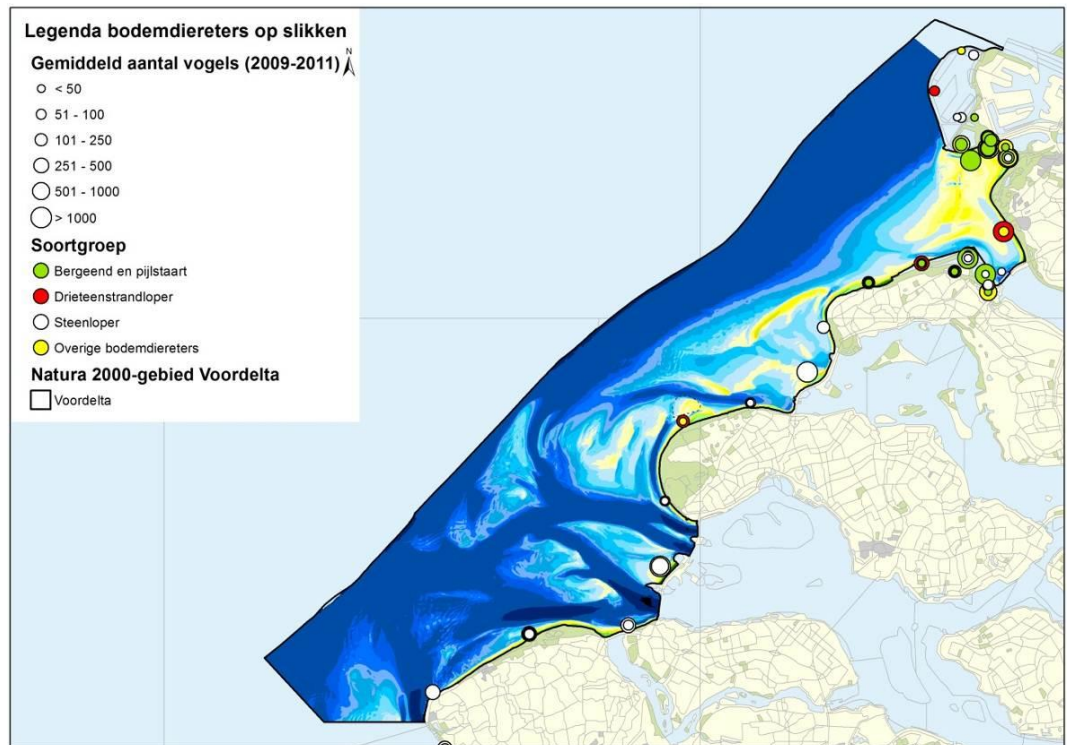 Legenda bodemdiereters op slikken
Gemiddeld aantal vogels (2009-2011)
N
< 50
51 - 100
101 - 250
251 - 500
501 - 1000
> 1000
Soortgroep
Bergeend en pijlstaart
Drieteenstrandloper
Steenloper
Overige bodemdiereters
Natura 2000-gebied Voordelta
Voordelta